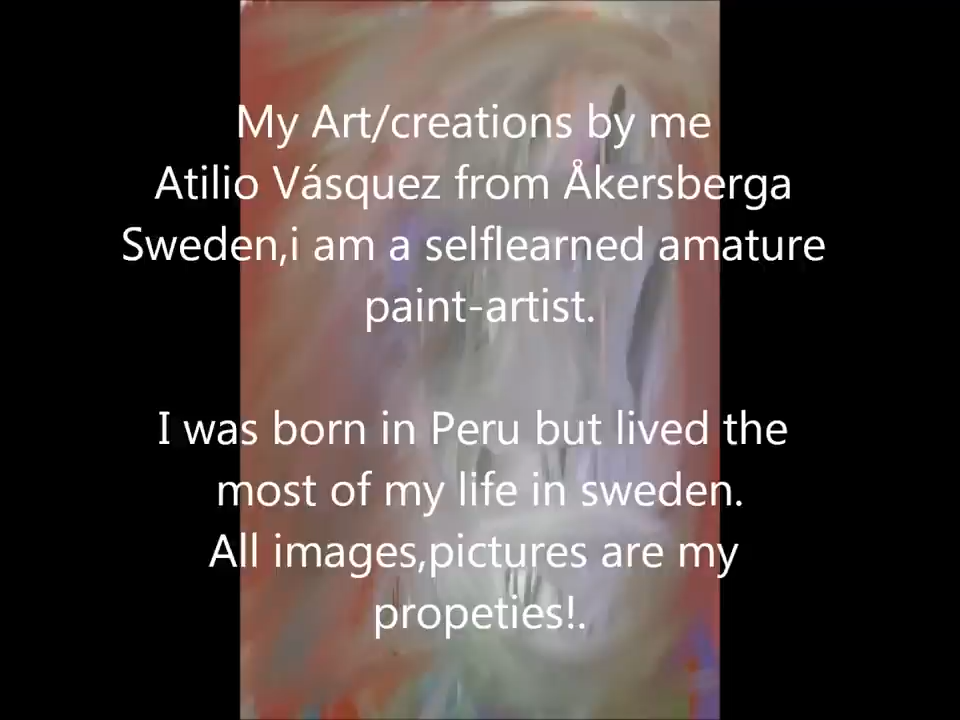 My Art/creations by me
Atilio Vásquez from Åkersberga
Sweden,i am a selflearned amature
paint-artist.
I was born in Peru but lived the
most of my life in sweden.
All images,pictures are my
propeties!.